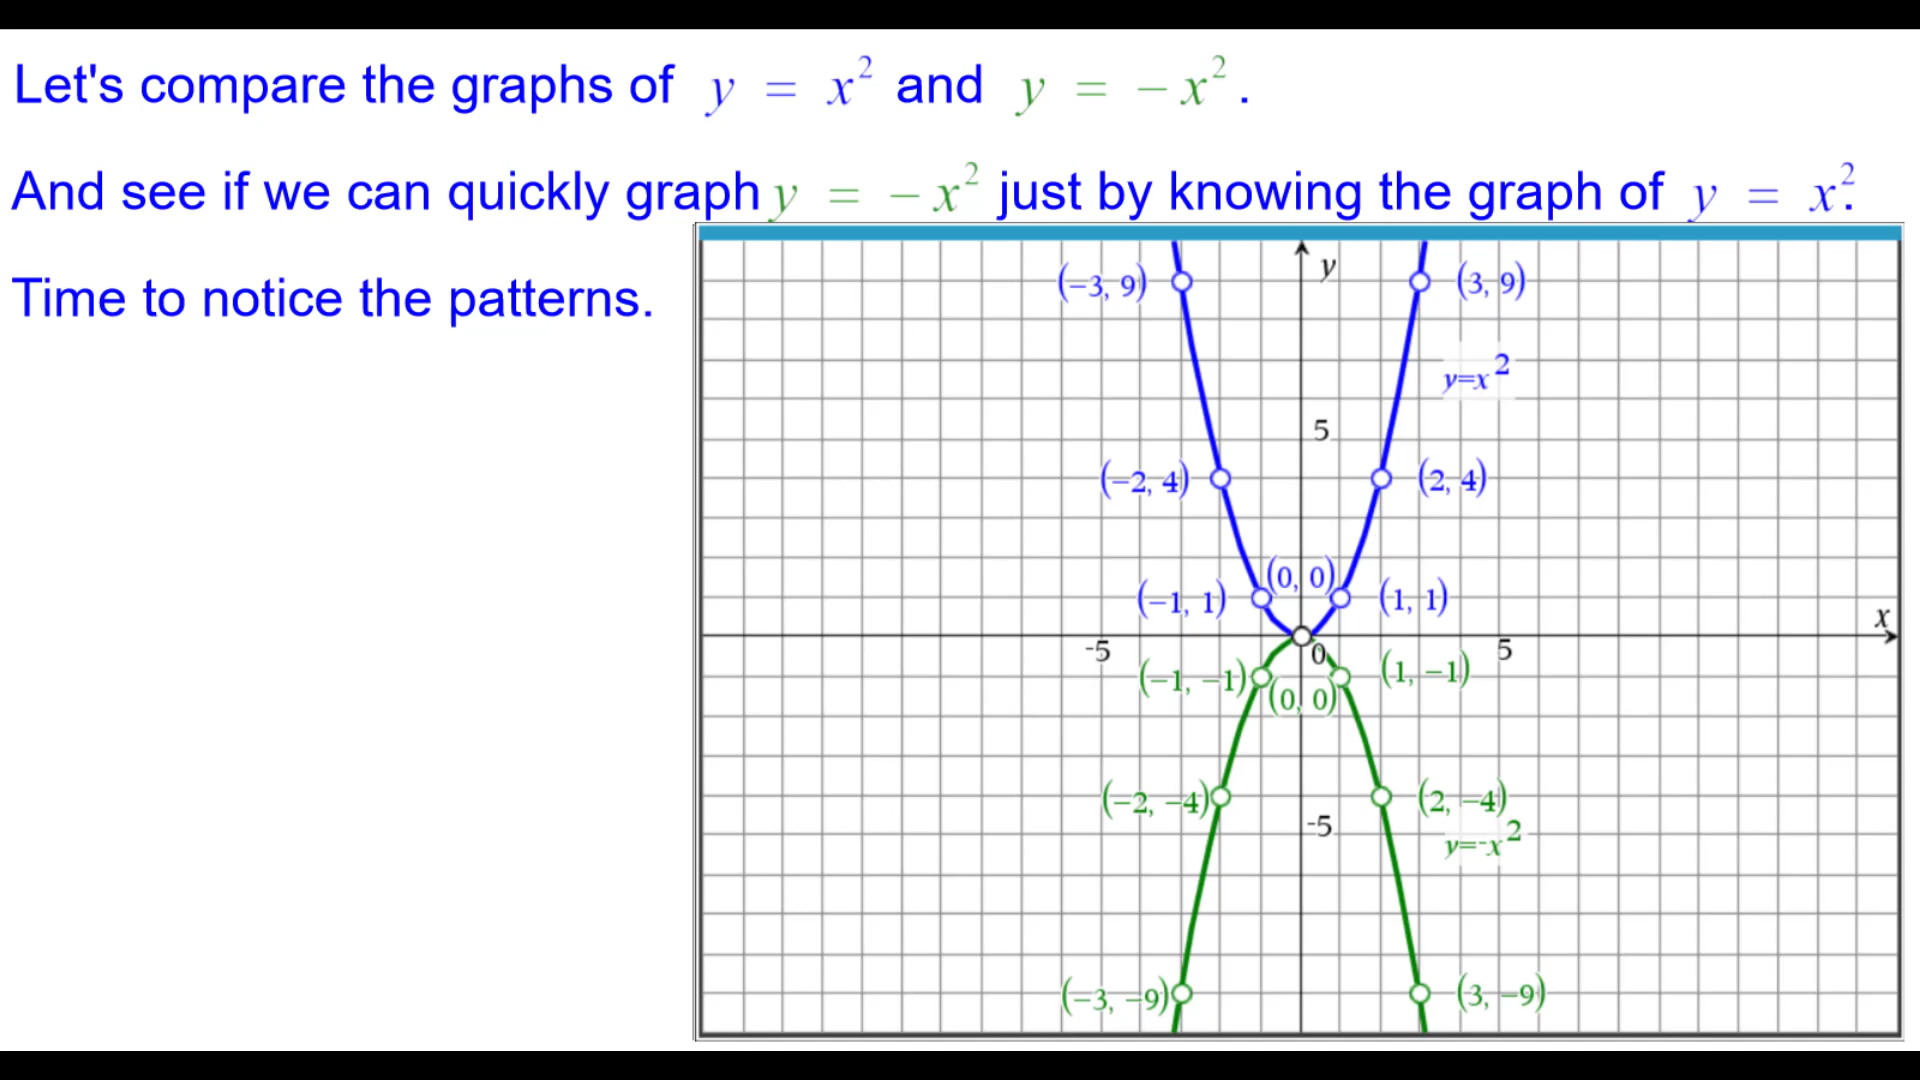 Let's compare the graphs of y = x² and y = −x².
And see if we can quickly graph y = −x² just by knowing the graph of y = x².
Time to notice the patterns.
y
(−3, 9)
(3, 9)
y=x²
5
(−2, 4)
(2, 4)
(0, 0)
(−1, 1)
(1, 1)
x
-5
0
5
(−1, −1)
(0, 0)
(1, −1)
(−2, −4)
(2, −4)
-5
y=-x²
(−3, −9)
(3, −9)